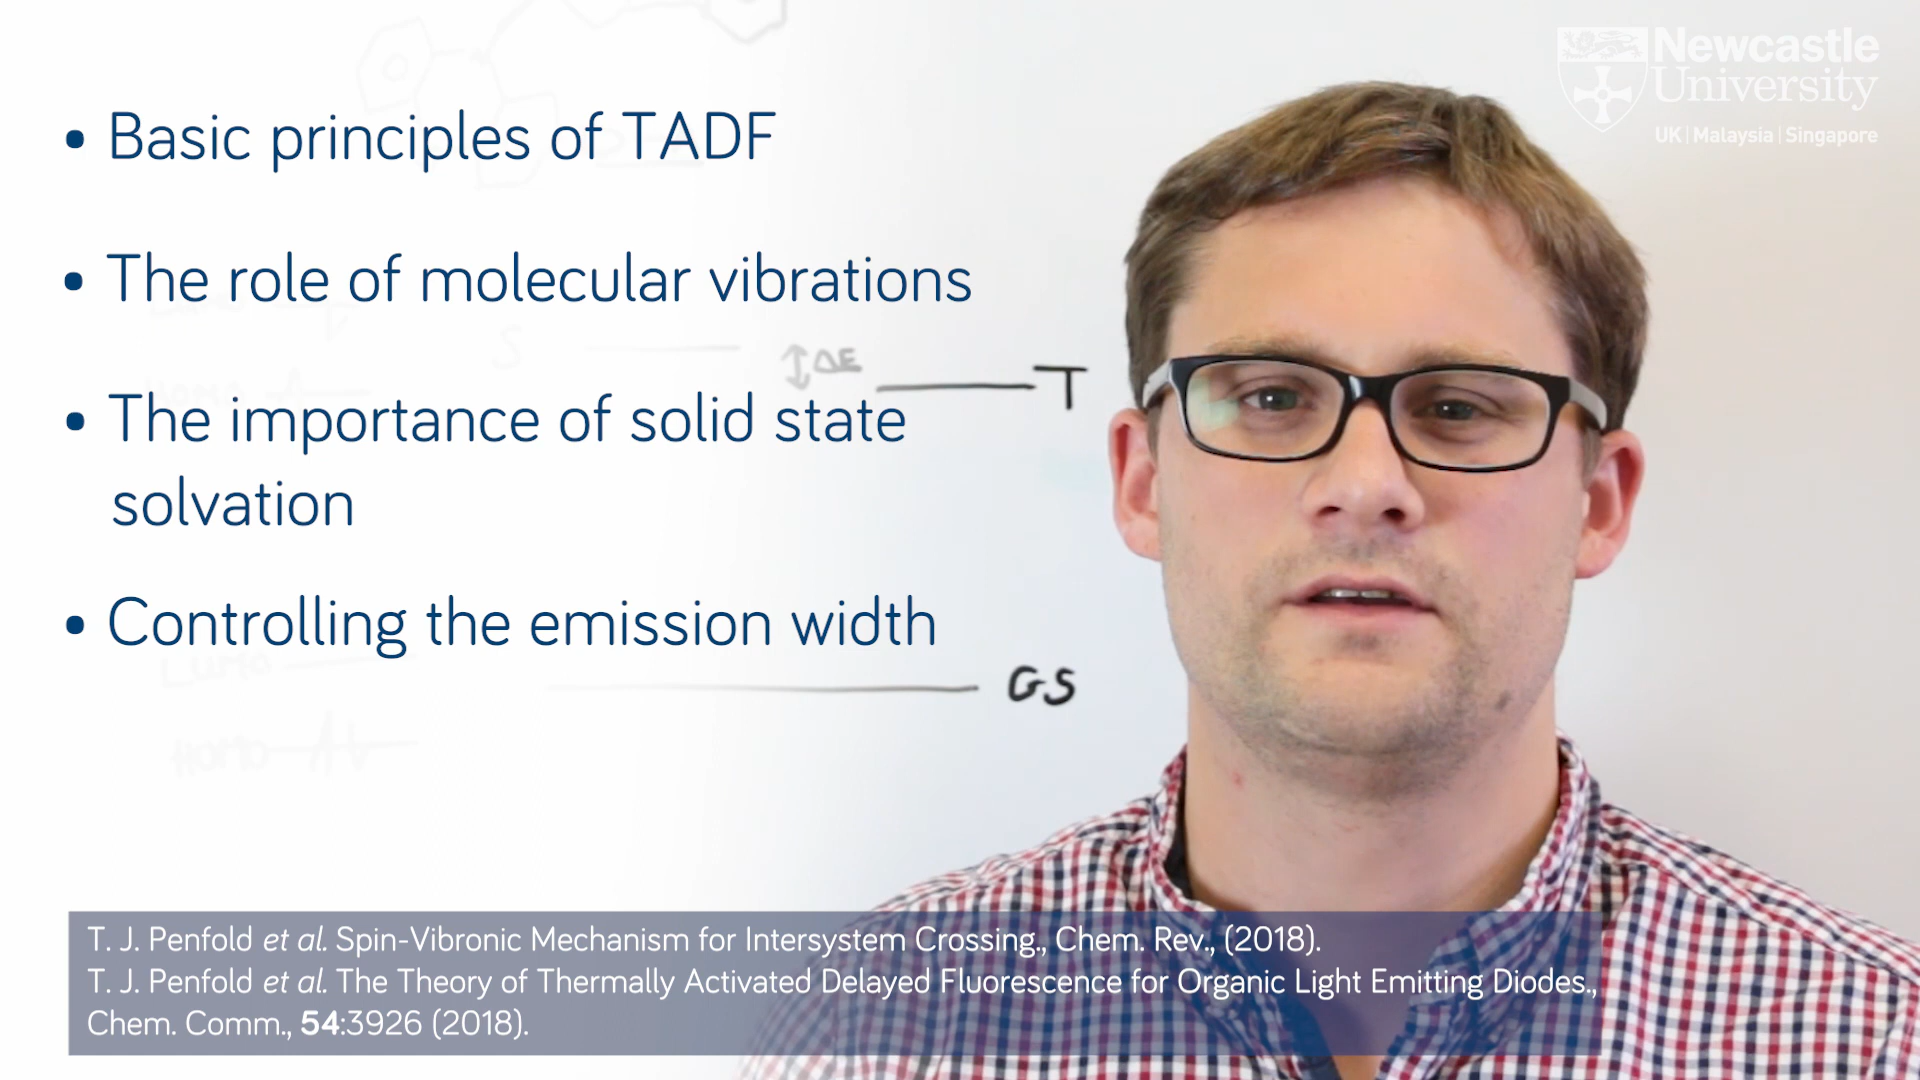 Newcastle
University
UK | Malaysia | Singapore
• Basic principles of TADF
• The role of molecular vibrations
S
ΔE
T
• The importance of solid state
solvation
• Controlling the emission width
Lumo
GS
Homo
T. J. Penfold et al. Spin-Vibronic Mechanism for Intersystem Crossing., Chem. Rev., (2018).
T. J. Penfold et al. The Theory of Thermally Activated Delayed Fluorescence for Organic Light Emitting Diodes.,
Chem. Comm., 54:3926 (2018).